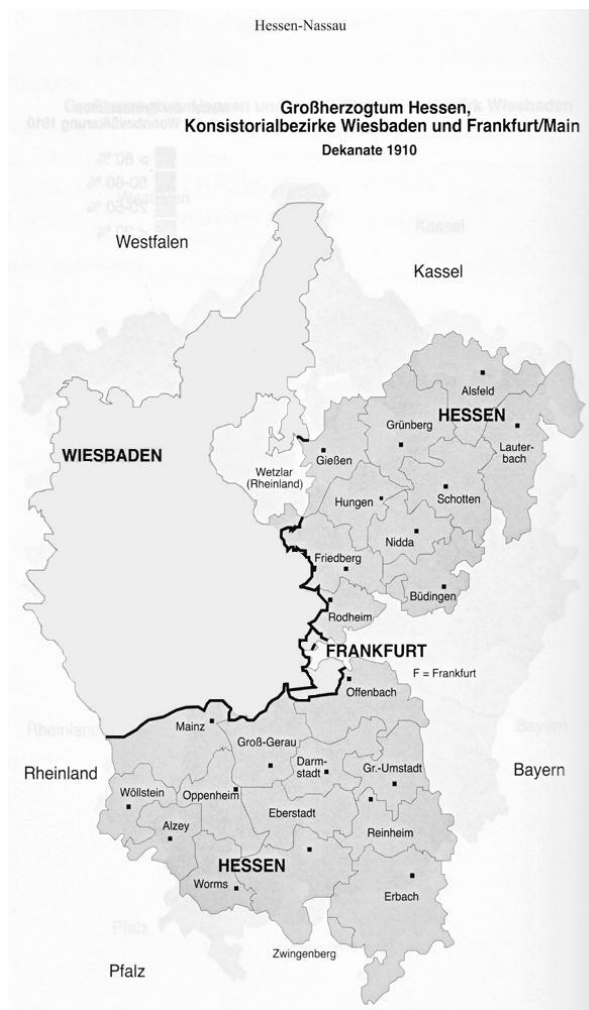 Hessen-Nassau
Großherzogtum Hessen,
Konsistorialbezirke Wiesbaden und Frankfurt/Main
Dekanate 1910
Westfalen
Kassel
Alsfeld
HESSEN
Grünberg
Lauter-
bach
WIESBADEN
Gießen
Wetzlar
(Rheinland)
Schotten
Hungen
Nidda
Friedberg
Büdingen
Rodheim
FRANKFURT
F = Frankfurt
Offenbach
Mainz
Groß-Gerau
Rheinland
Darm-
stadt
Gr.-Umstadt
Bayern
Wöllstein
Oppenheim
Eberstadt
Alzey
Reinheim
HESSEN
Worms
Erbach
Zwingenberg
Pfalz